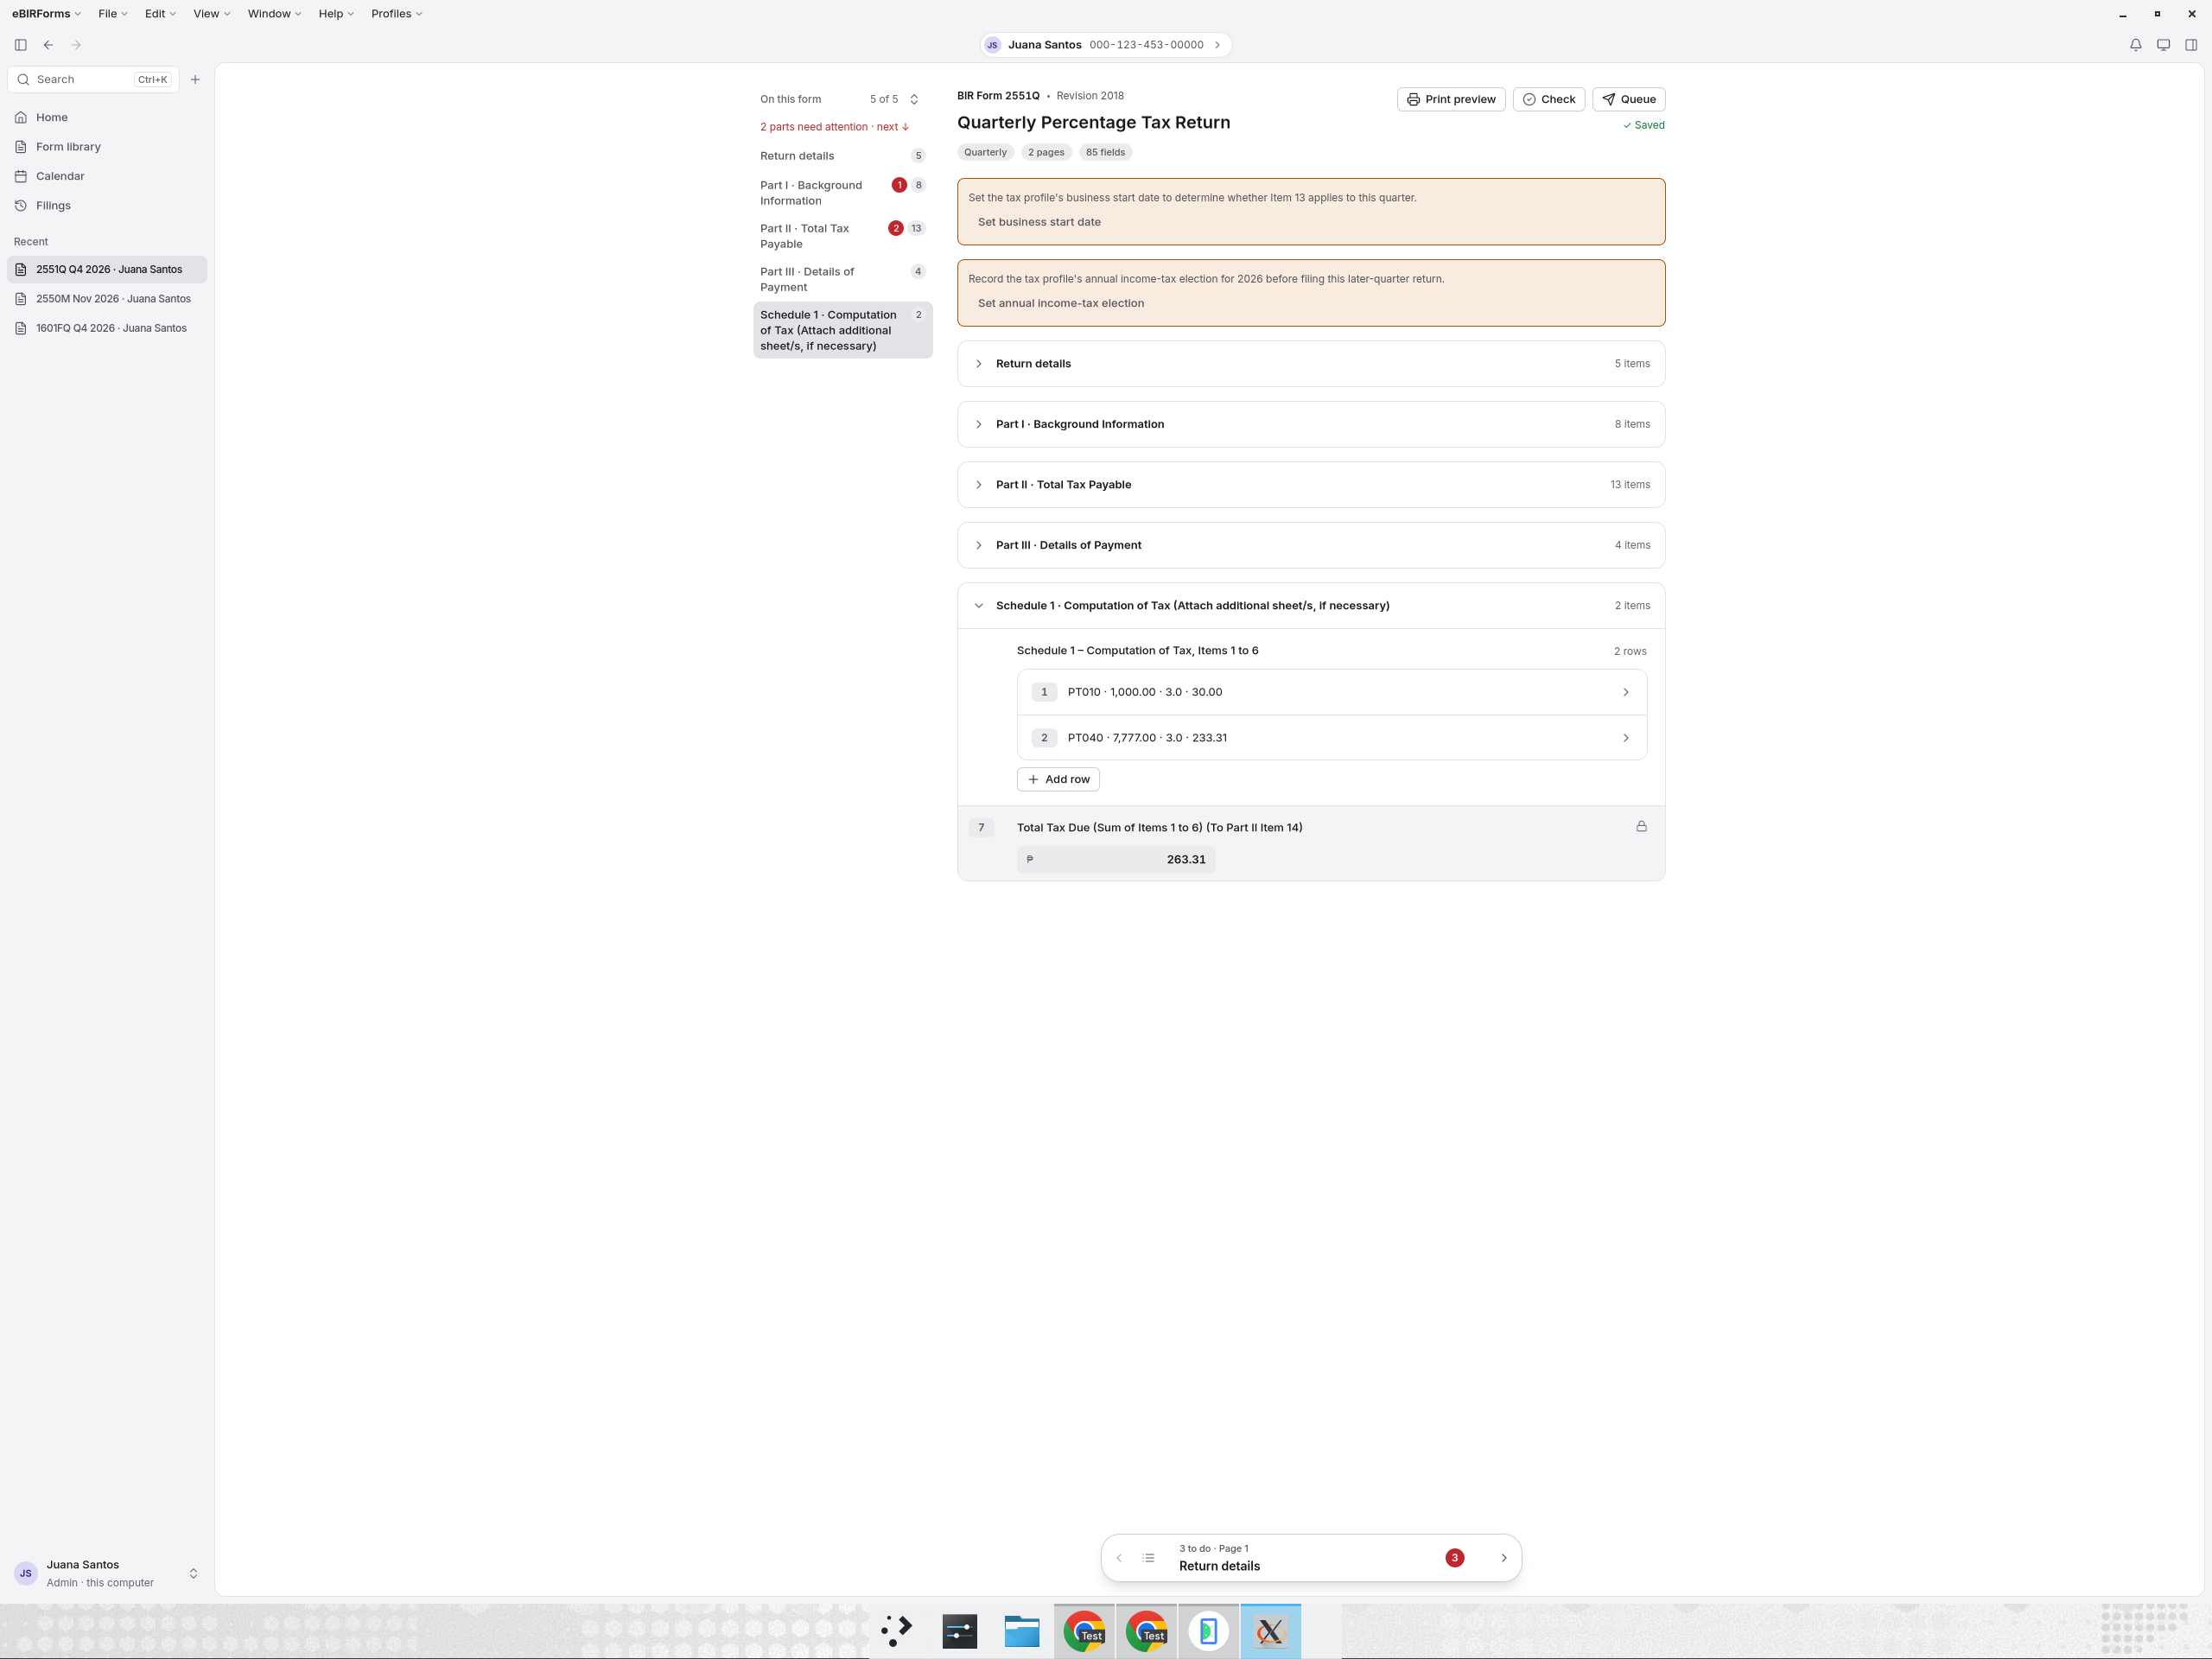 eBIRForms File Edit View Window Help Profiles
JS Juana Santos 000-123-453-00000
Search Ctrl+K
Home
Form library
Calendar
Filings
Recent
2551Q Q4 2026 · Juana Santos
2550M Nov 2026 · Juana Santos
1601FQ Q4 2026 · Juana Santos
On this form 5 of 5
2 parts need attention · next ↓
Return details 5
Part I · Background Information 1 8
Part II · Total Tax Payable 2 13
Part III · Details of Payment 4
Schedule 1 · Computation of Tax (Attach additional sheet/s, if necessary) 2
BIR Form 2551Q • Revision 2018
Quarterly Percentage Tax Return
Print preview Check Queue
✓ Saved
Quarterly 2 pages 85 fields
Set the tax profile's business start date to determine whether Item 13 applies to this quarter.
Set business start date
Record the tax profile's annual income-tax election for 2026 before filing this later-quarter return.
Set annual income-tax election
Return details 5 items
Part I · Background Information 8 items
Part II · Total Tax Payable 13 items
Part III · Details of Payment 4 items
Schedule 1 · Computation of Tax (Attach additional sheet/s, if necessary) 2 items
Schedule 1 – Computation of Tax, Items 1 to 6 2 rows
1 PT010 · 1,000.00 · 3.0 · 30.00
2 PT040 · 7,777.00 · 3.0 · 233.31
Add row
7 Total Tax Due (Sum of Items 1 to 6) (To Part II Item 14)
₱ 263.31
3 to do · Page 1
Return details 3
JS Juana Santos
Admin · this computer
Test Test